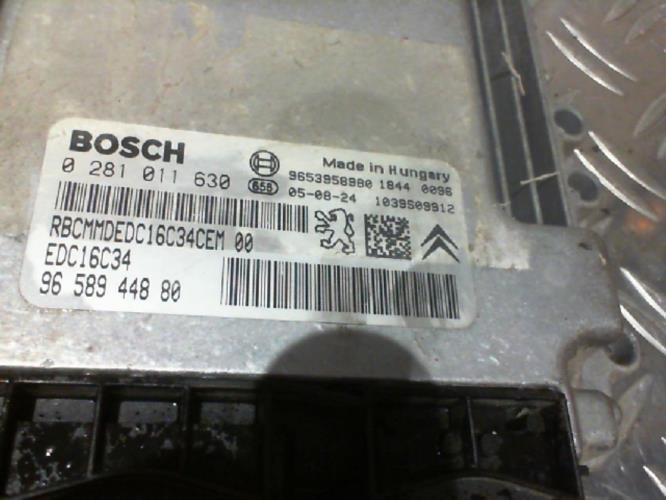 BOSCH
0 281 011 630
658
Made in Hungary
9653958980 1844 0096
05-08-24 1039S09912
RBCMMDEDC16C34CEM 00
EDC16C34
96 589 448 80